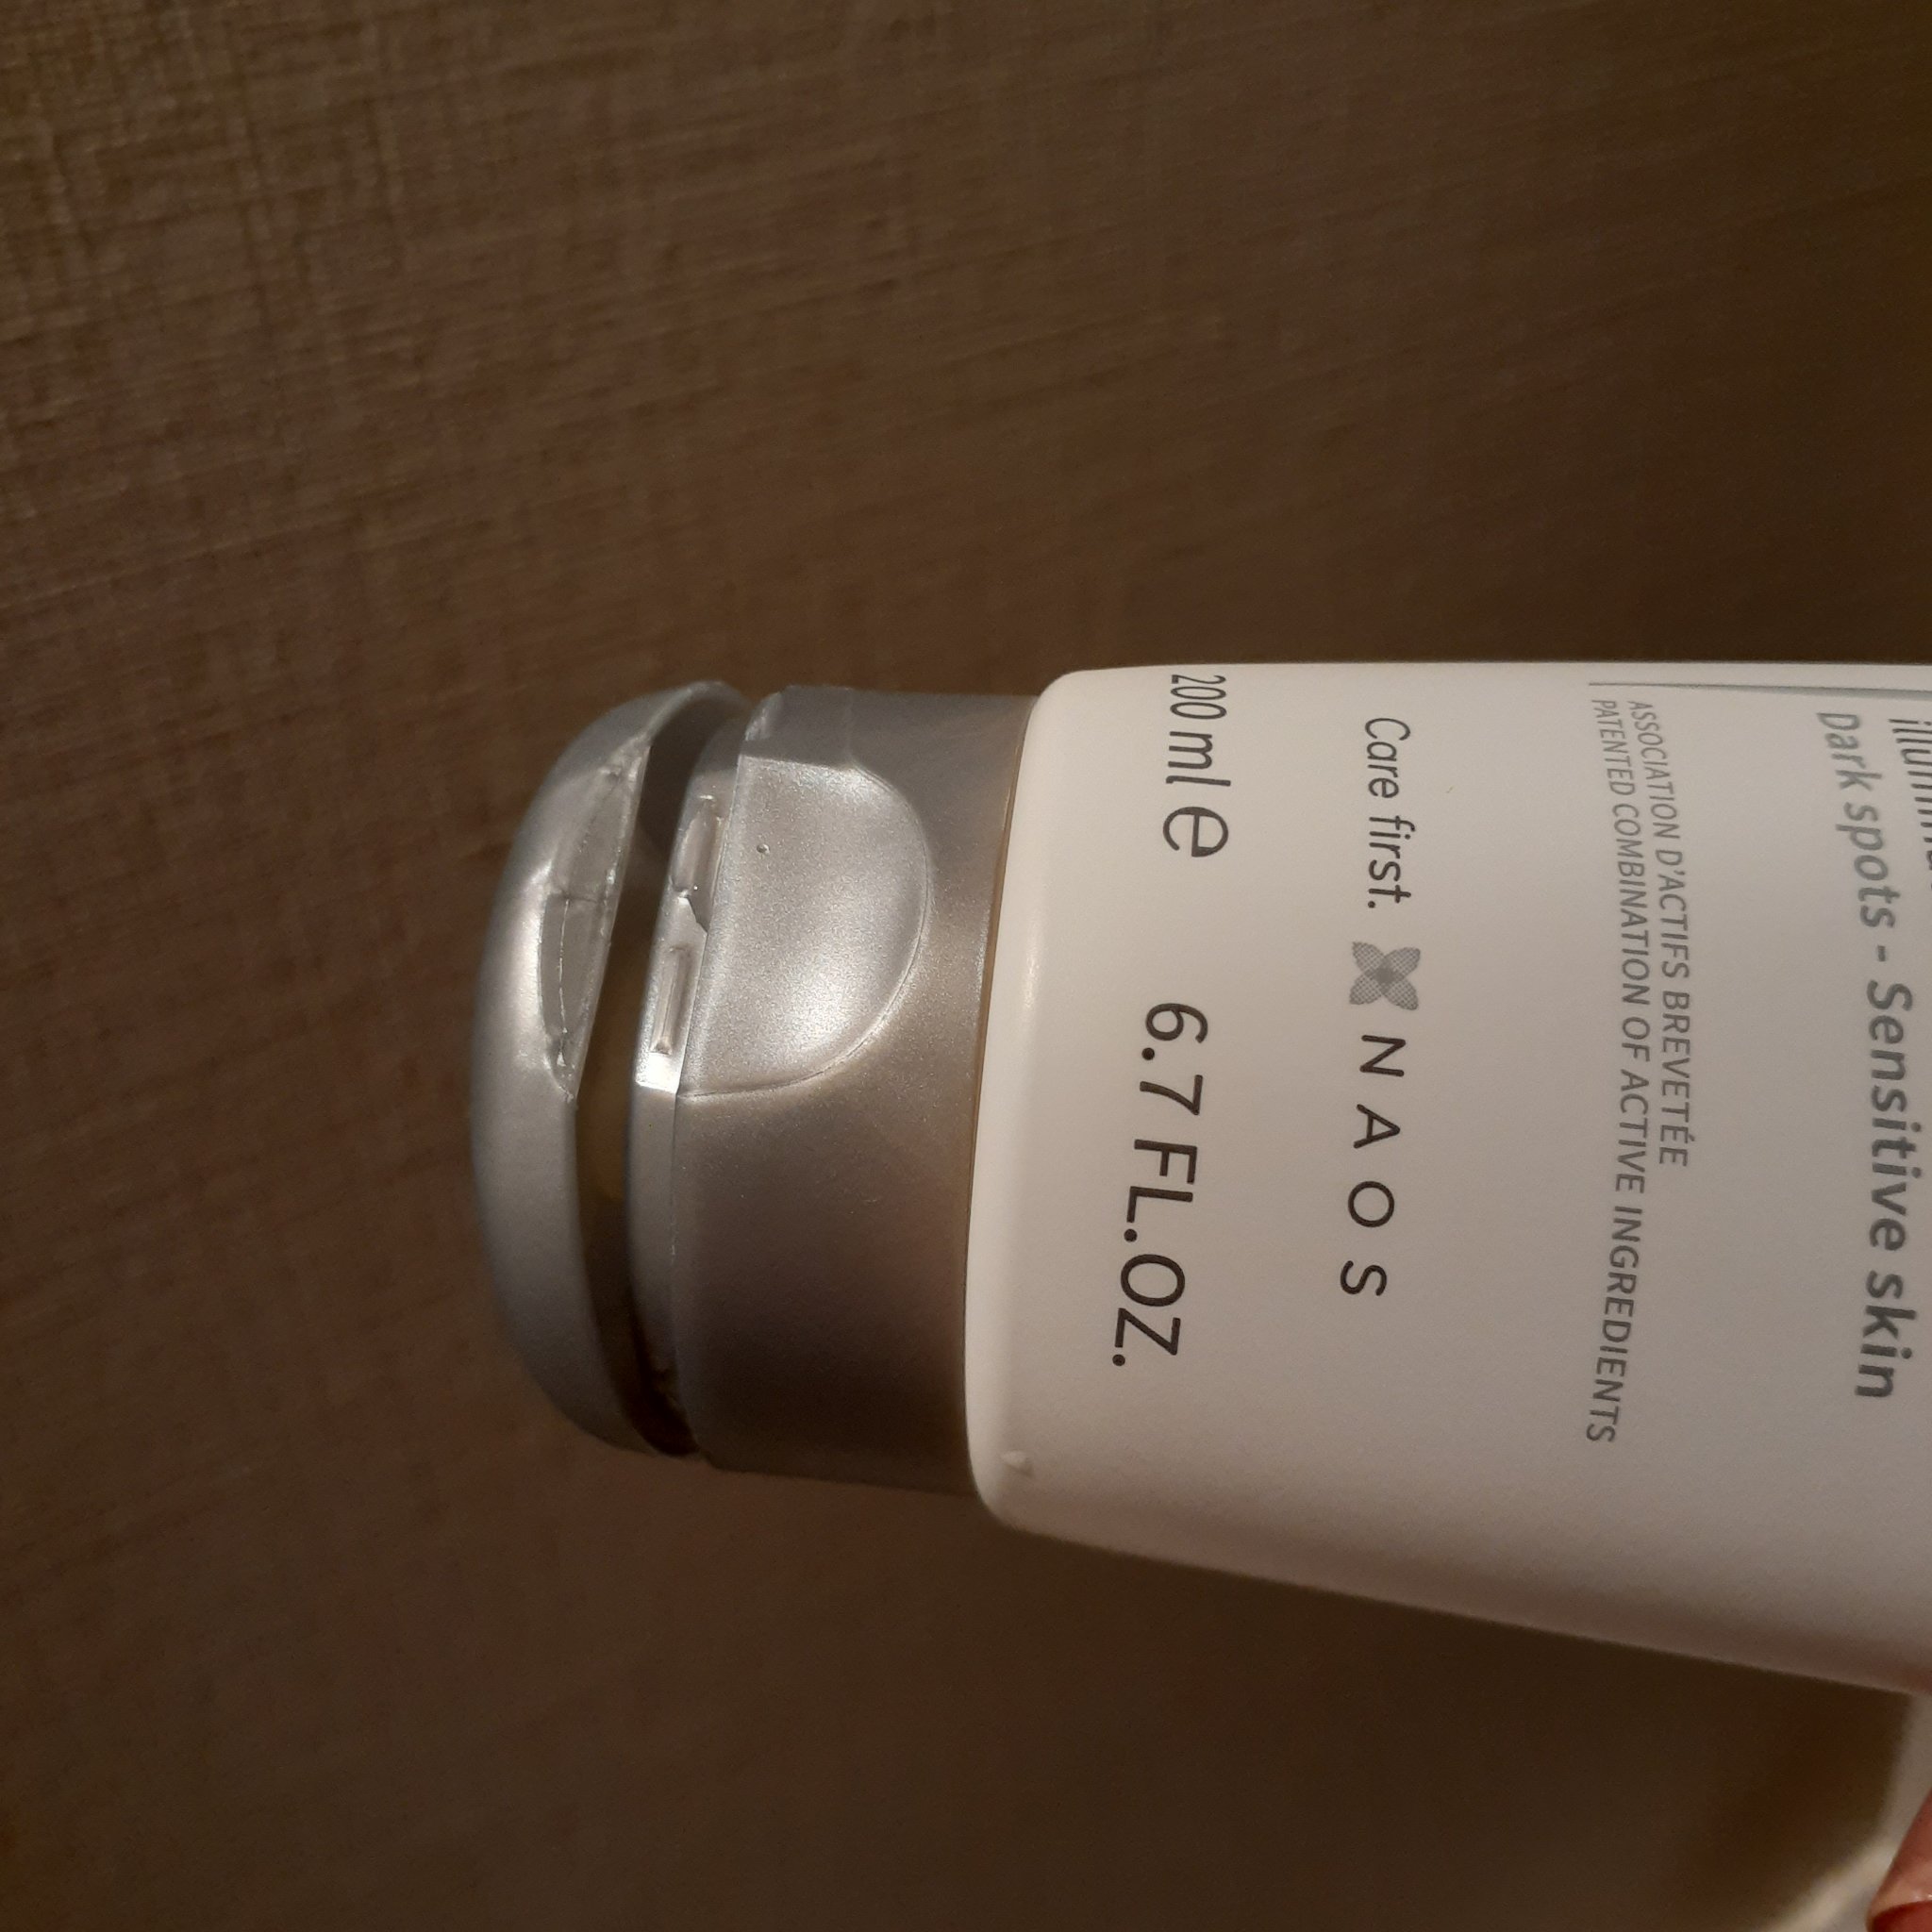 Dark spots - Sensitive skin
ASSOCIATION D'ACTIFS BREVETÉE
PATENTED COMBINATION OF ACTIVE INGREDIENTS
Care first. NAOS
200 ml e 6.7 FL.OZ.